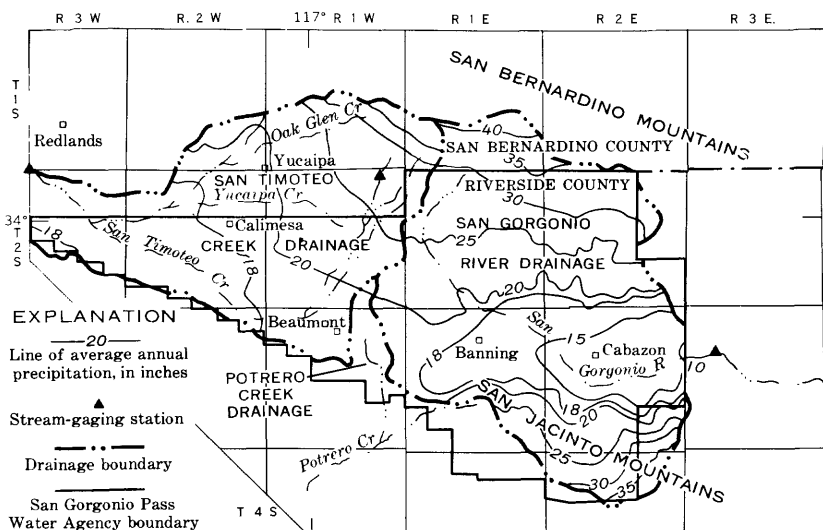 R 3 W
R. 2 W
117° R 1 W
R 1 E
R 2 E
R 3 E.
T 1 S
SAN BERNARDINO MOUNTAINS
Redlands
Oak Glen Cr
40
SAN BERNARDINO COUNTY
35
Yucaipa
SAN TIMOTEO
RIVERSIDE COUNTY
Yucaipa Cr
30
34°
T 2 S
18
San Timoteo Cr
Calimesa
SAN GORGONIO
CREEK DRAINAGE
25
18
20
RIVER DRAINAGE
20
EXPLANATION
20
Line of average annual
precipitation, in inches
Beaumont
18
Banning
San
15
Cabazon
Goryonio R
10
POTRERO
CREEK
DRAINAGE
SAN JACINTO MOUNTAINS
18
20
Stream-gaging station
Potrero Cr
25
Drainage boundary
30
35
San Gorgonio Pass
Water Agency boundary
T 4 S